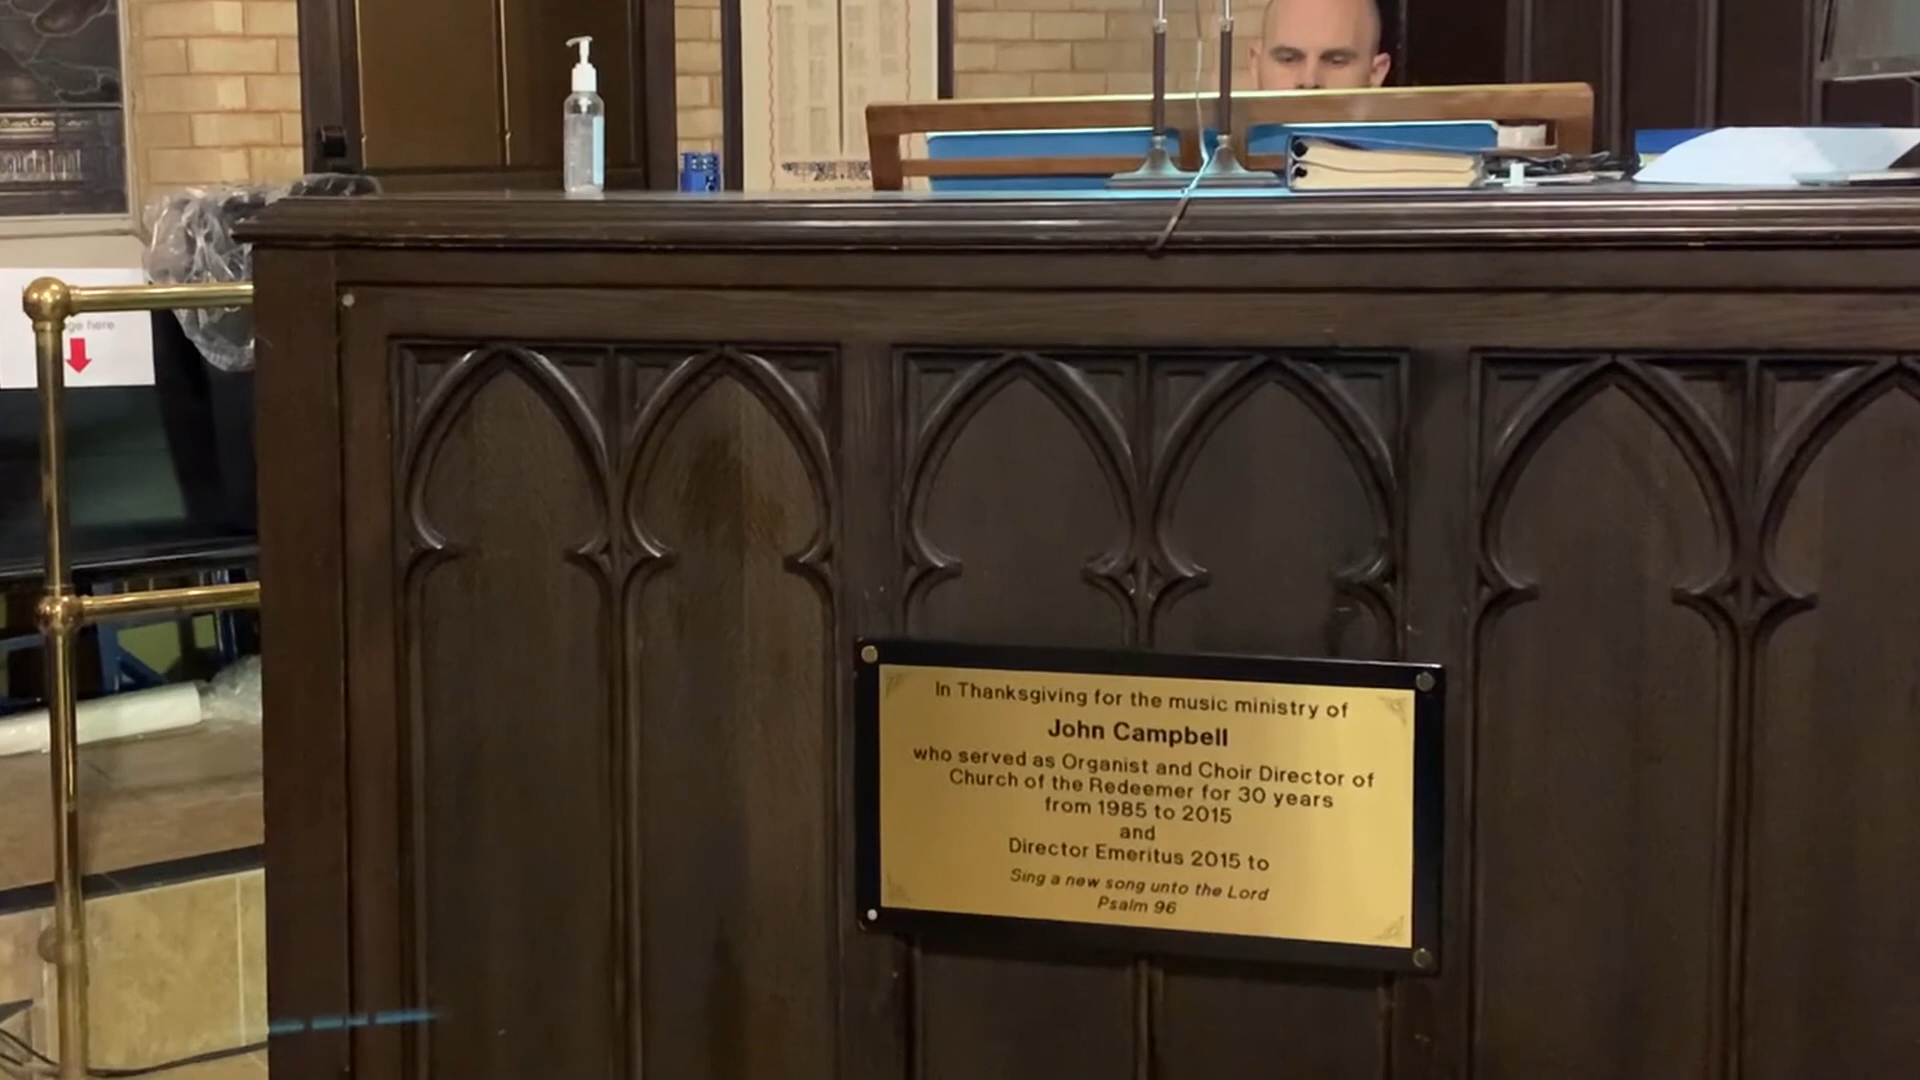 ge here
In Thanksgiving for the music ministry of
John Campbell
who served as Organist and Choir Director of
Church of the Redeemer for 30 years
from 1985 to 2015
and
Director Emeritus 2015 to
Sing a new song unto the Lord
Psalm 96